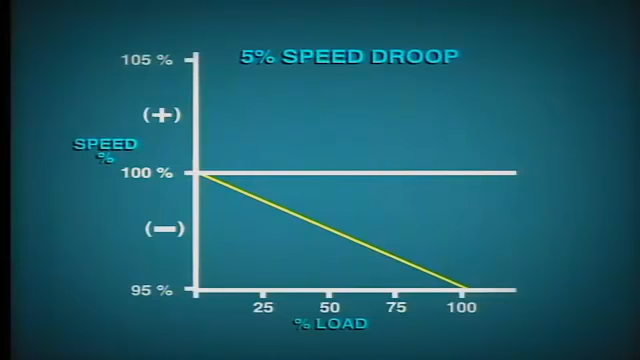 5% SPEED DROOP
105 %
(+)
SPEED
%
100 %
(−)
95 %
25 50 75 100
% LOAD